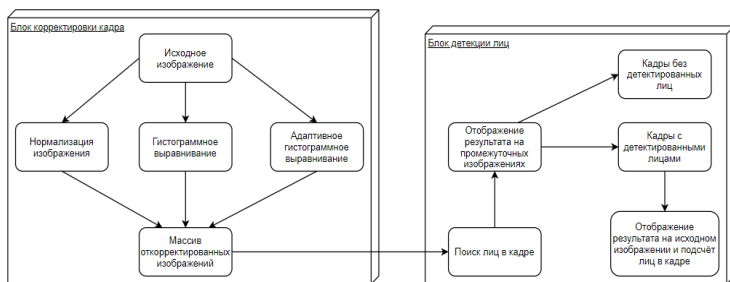 Блок корректировки кадра
Исходное
изображение
Нормализация
изображения
Гистограммное
выравнивание
Адаптивное
гистограммное
выравнивание
Массив
откорректированных
изображений
Блок детекции лиц
Кадры без
детектированных
лиц
Отображение
результата на
промежуточных
изображениях
Кадры с
детектированными
лицами
Поиск лиц в кадре
Отображение
результата на исходном
изображении и подсчёт
лиц в кадре